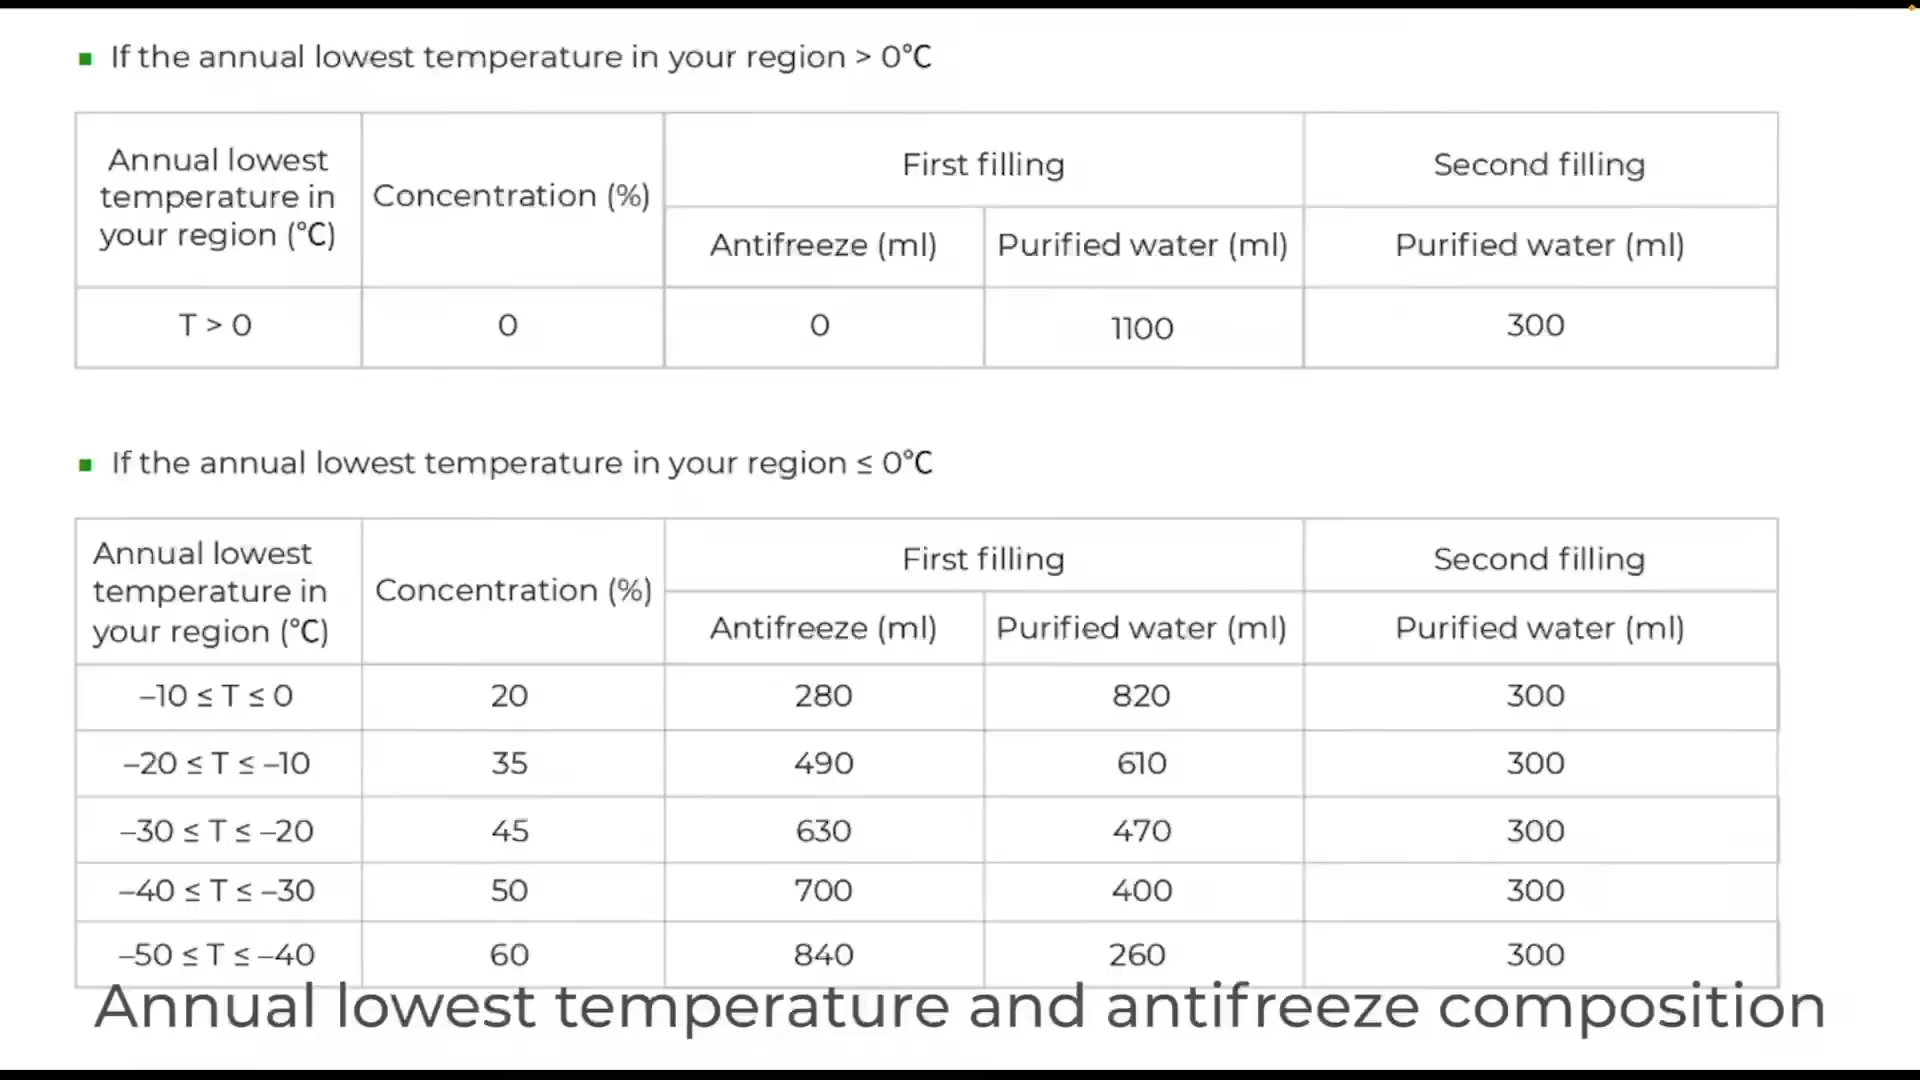 If the annual lowest temperature in your region > 0°C
Annual lowest
temperature in
your region (°C)
Concentration (%)
First filling
Second filling
Antifreeze (ml)
Purified water (ml)
Purified water (ml)
T > 0
0
0
1100
300
If the annual lowest temperature in your region ≤ 0°C
Annual lowest
temperature in
your region (°C)
Concentration (%)
First filling
Second filling
Antifreeze (ml)
Purified water (ml)
Purified water (ml)
–10 ≤ T ≤ 0
20
280
820
300
–20 ≤ T ≤ –10
35
490
610
300
–30 ≤ T ≤ –20
45
630
470
300
–40 ≤ T ≤ –30
50
700
400
300
–50 ≤ T ≤ –40
60
840
260
300
Annual lowest temperature and antifreeze composition